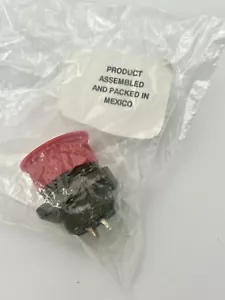 PRODUCT
ASSEMBLED
AND PACKED IN
MEXICO